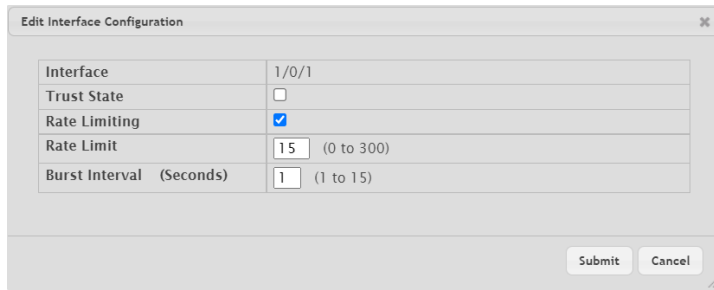 Edit Interface Configuration
Interface 1/0/1
Trust State
Rate Limiting
Rate Limit 15 (0 to 300)
Burst Interval (Seconds) 1 (1 to 15)
Submit Cancel